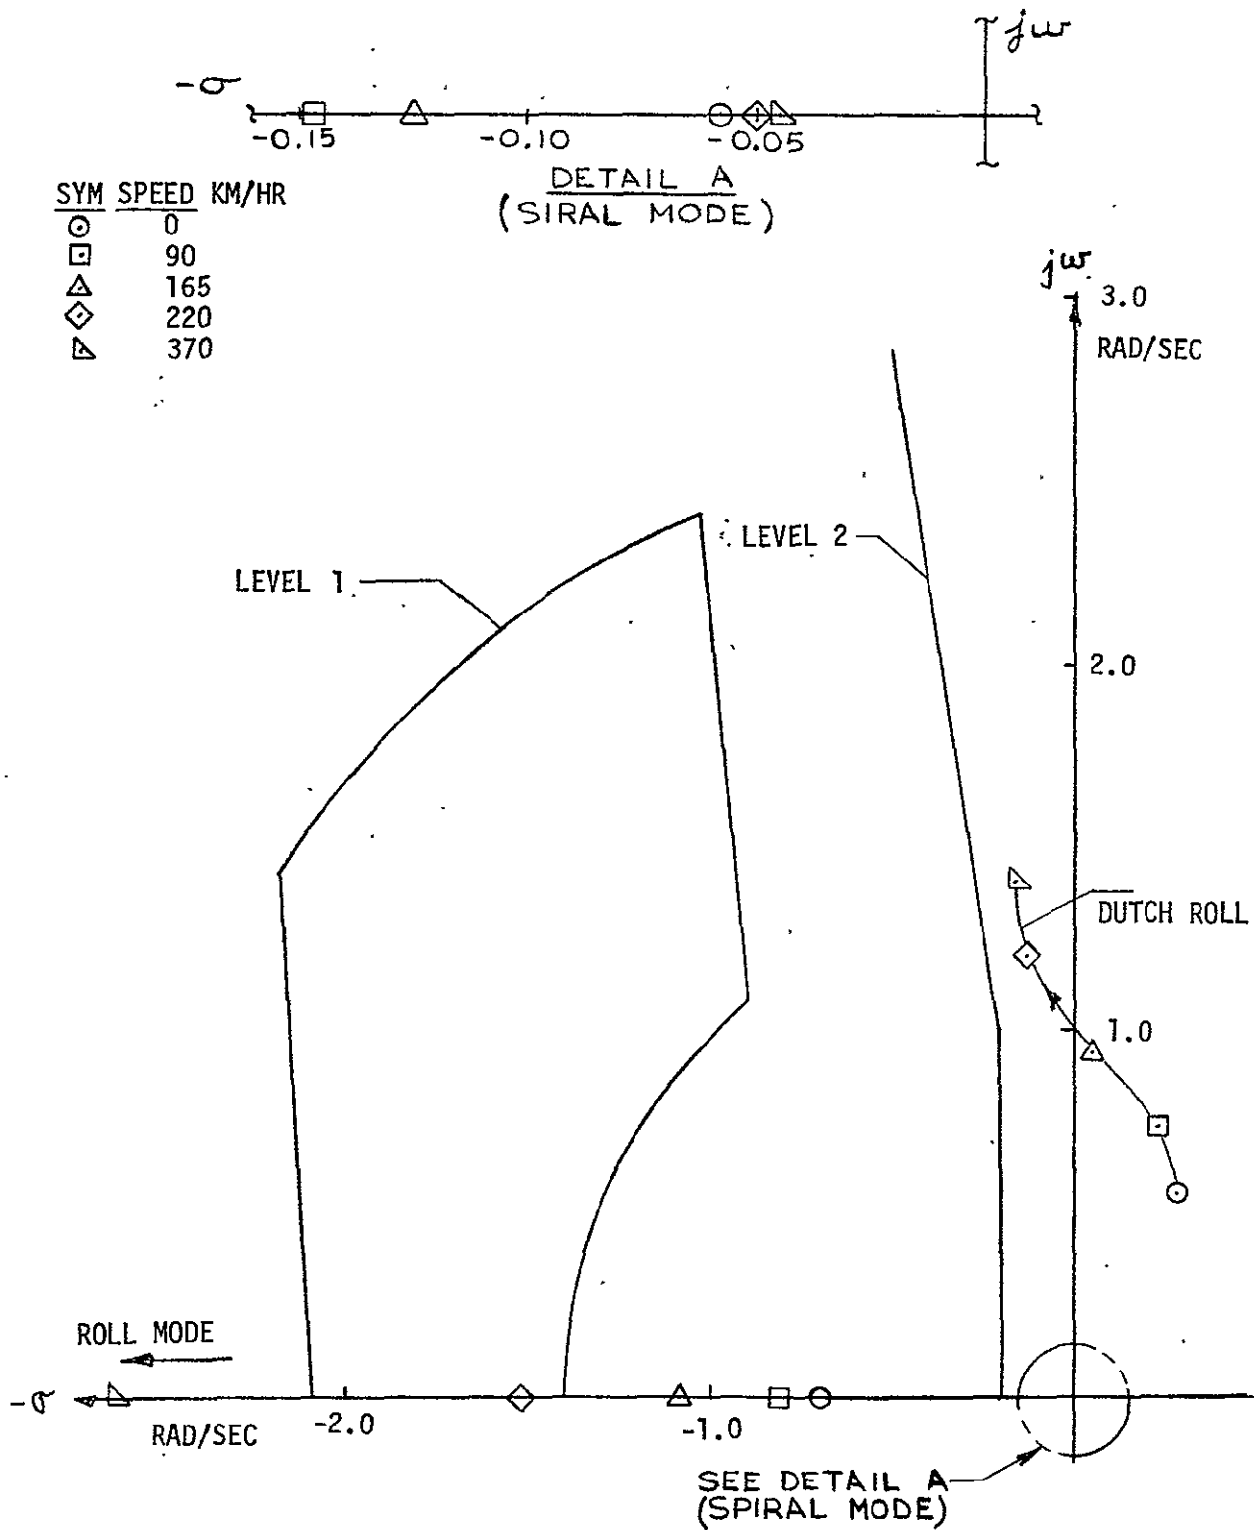 jω
-σ
-0.15
-0.10
-0.05
DETAIL A
(SIRAL MODE)
SYM SPEED KM/HR
0
90
165
220
370
jω
3.0
RAD/SEC
LEVEL 2
LEVEL 1
2.0
DUTCH ROLL
1.0
ROLL MODE
-σ
RAD/SEC
-2.0
-1.0
SEE DETAIL A
(SPIRAL MODE)